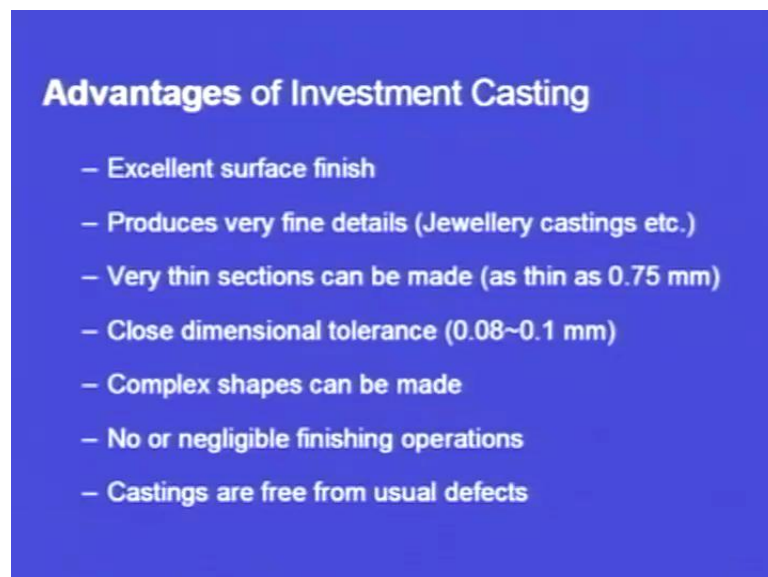 Advantages of Investment Casting
– Excellent surface finish
– Produces very fine details (Jewellery castings etc.)
– Very thin sections can be made (as thin as 0.75 mm)
– Close dimensional tolerance (0.08~0.1 mm)
– Complex shapes can be made
– No or negligible finishing operations
– Castings are free from usual defects